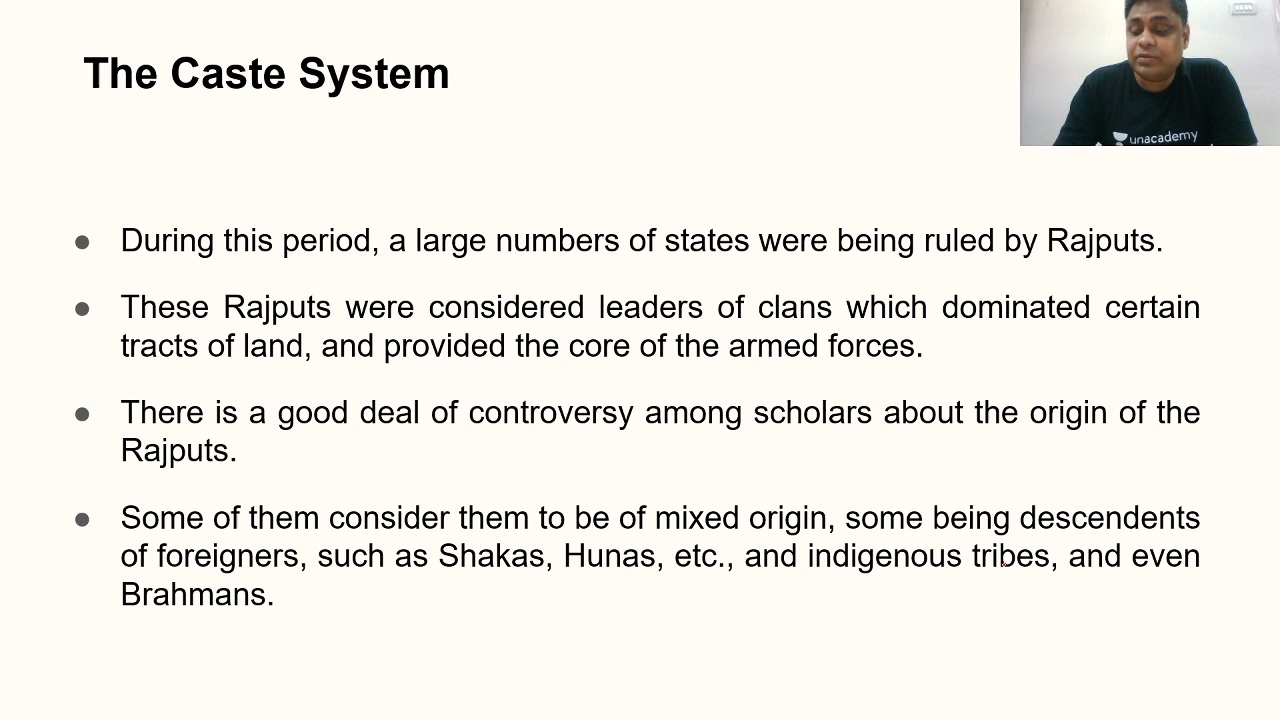 The Caste System
unacademy
● During this period, a large numbers of states were being ruled by Rajputs.
● These Rajputs were considered leaders of clans which dominated certain
tracts of land, and provided the core of the armed forces.
● There is a good deal of controversy among scholars about the origin of the
Rajputs.
● Some of them consider them to be of mixed origin, some being descendents
of foreigners, such as Shakas, Hunas, etc., and indigenous tribes, and even
Brahmans.